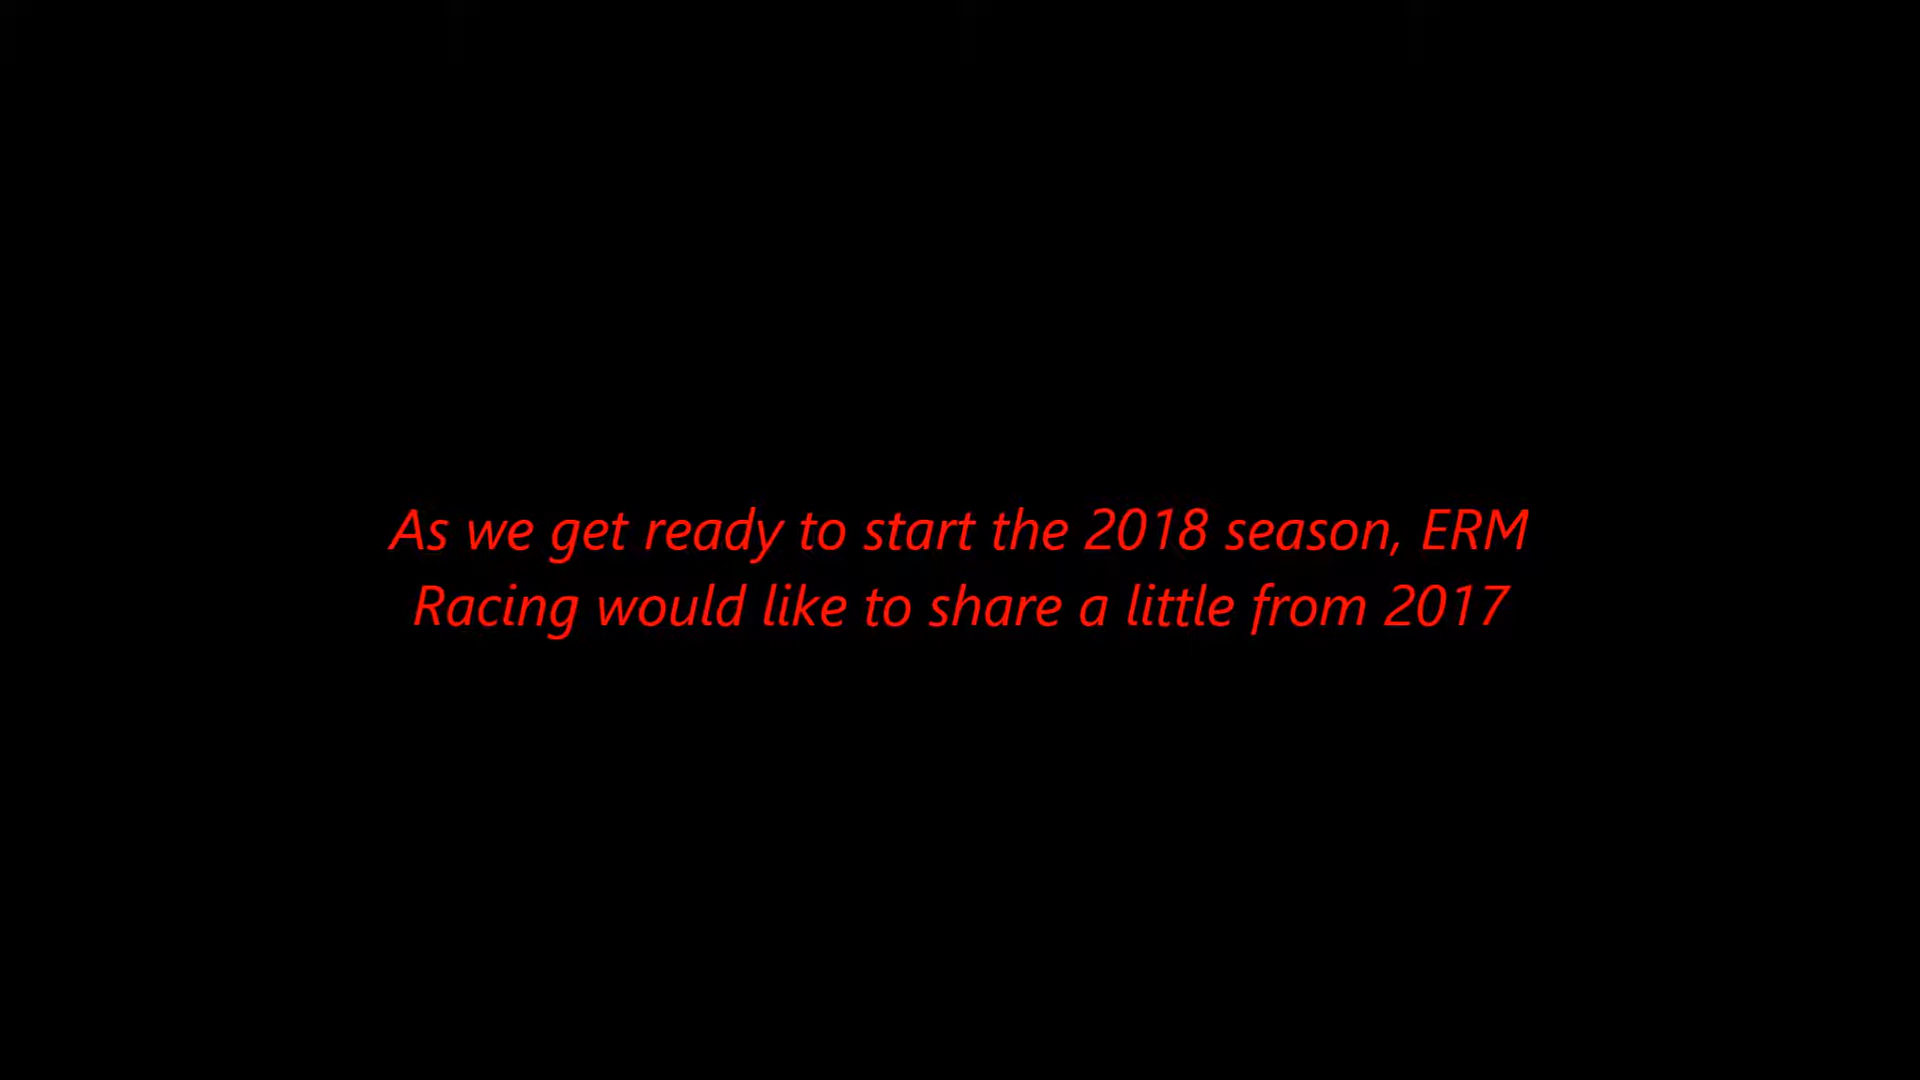 As we get ready to start the 2018 season, ERM
Racing would like to share a little from 2017